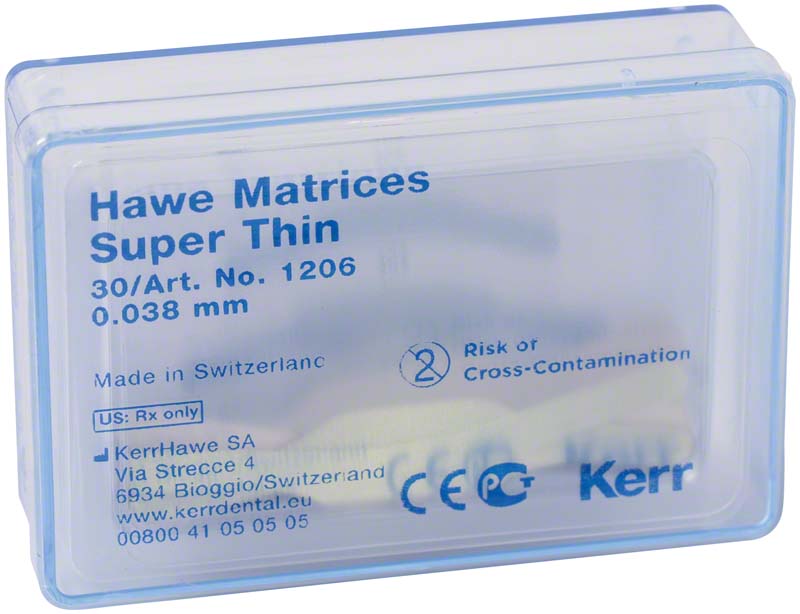 Hawe Matrices
Super Thin
30/Art. No. 1206
0.038 mm
Made in Switzerland
2
Risk of
Cross-Contamination
US: Rx only
KerrHawe SA
Via Strecce 4
6934 Bioggio/Switzerland
www.kerrdental.eu
00800 41 05 05 05
CE
РСТ
Kerr